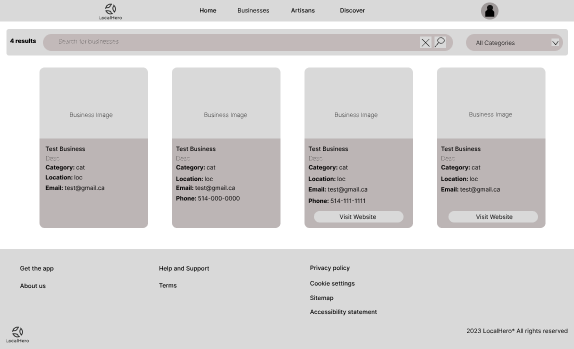 LocalHero
Home
Businesses
Artisans
Discover
4 results
Search for businesses
All Categories
Business Image
Test Business
Desc
Category: cat
Location: loc
Email: test@gmail.ca
Business Image
Test Business
Desc
Category: cat
Location: loc
Email: test@gmail.ca
Phone: 514-000-0000
Business Image
Test Business
Desc
Category: cat
Location: loc
Email: test@gmail.ca
Phone: 514-111-1111
Visit Website
Business Image
Test Business
Desc
Category: cat
Location: loc
Email: test@gmail.ca
Visit Website
Get the app
About us
Help and Support
Terms
Privacy policy
Cookie settings
Sitemap
Accessibility statement
LocalHero
2023 LocalHero® All rights reserved